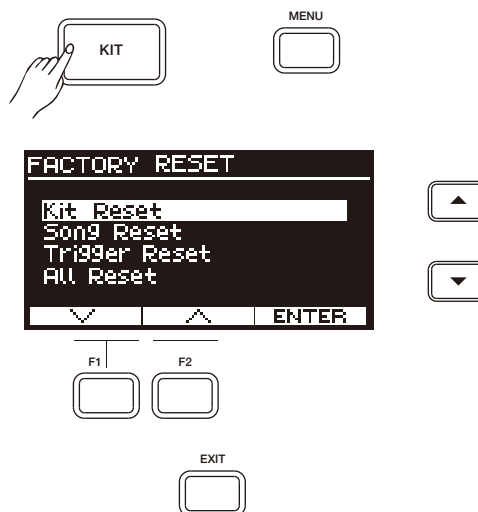 MENU
KIT
FACTORY RESET
Kit Reset
Song Reset
Trigger Reset
All Reset
ENTER
F1 F2
EXIT